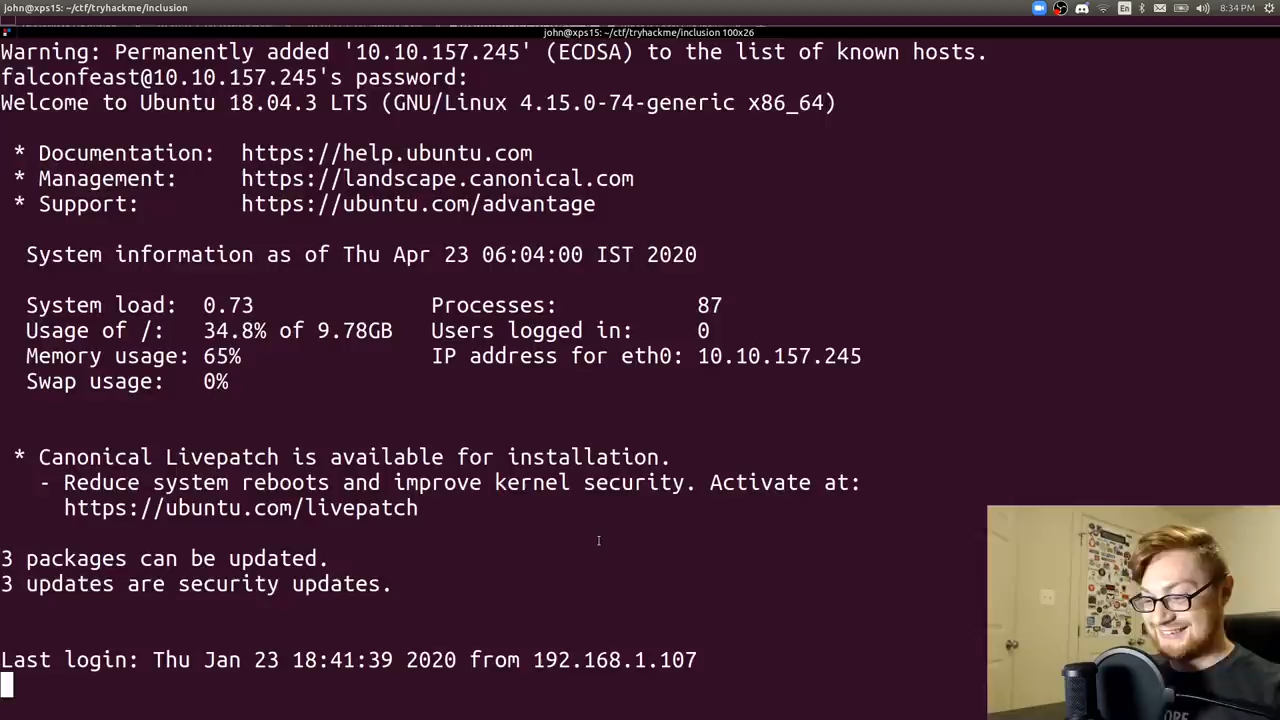 john@xps15: ~/ctf/tryhackme/inclusion
En
8:34 PM
john@xps15: ~/ctf/tryhackme/inclusion 100x26
Warning: Permanently added '10.10.157.245' (ECDSA) to the list of known hosts.
falconfeast@10.10.157.245's password:
Welcome to Ubuntu 18.04.3 LTS (GNU/Linux 4.15.0-74-generic x86_64)
* Documentation: https://help.ubuntu.com
* Management: https://landscape.canonical.com
* Support: https://ubuntu.com/advantage
System information as of Thu Apr 23 06:04:00 IST 2020
System load: 0.73 Processes: 87
Usage of /: 34.8% of 9.78GB Users logged in: 0
Memory usage: 65% IP address for eth0: 10.10.157.245
Swap usage: 0%
* Canonical Livepatch is available for installation.
- Reduce system reboots and improve kernel security. Activate at:
https://ubuntu.com/livepatch
3 packages can be updated.
3 updates are security updates.
Last login: Thu Jan 23 18:41:39 2020 from 192.168.1.107